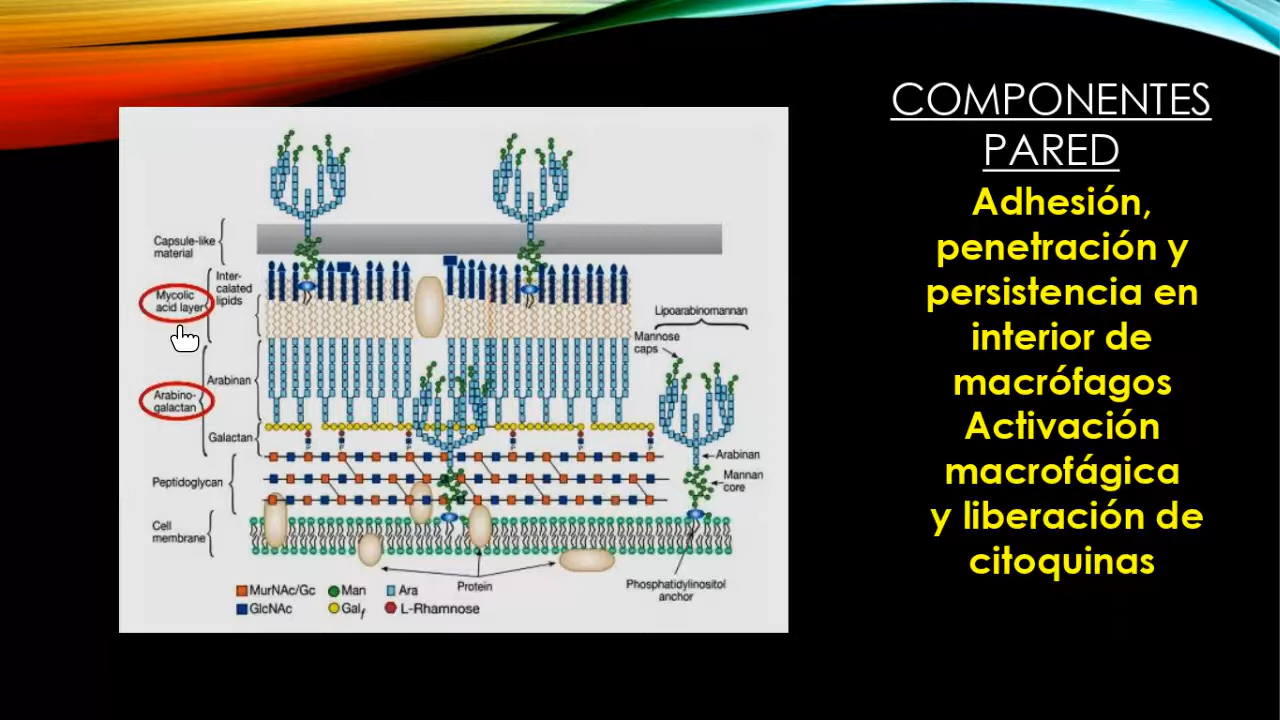 COMPONENTES
PARED
Adhesión,
penetración y
persistencia en
interior de
macrófagos
Activación
macrofágica
y liberación de
citoquinas
Capsule-like
material
Mycolic
acid layer
Inter-
calated
lipids
Lipoarabinomannan
Mannose
caps
Arabinan
Arabino-
galactan
Galactan
Arabinan
Peptidoglycan
Mannan
core
Cell
membrane
Protein
Phosphatidylinositol
anchor
MurNAc/Gc
Man
Ara
GlcNAc
Galf
L-Rhamnose